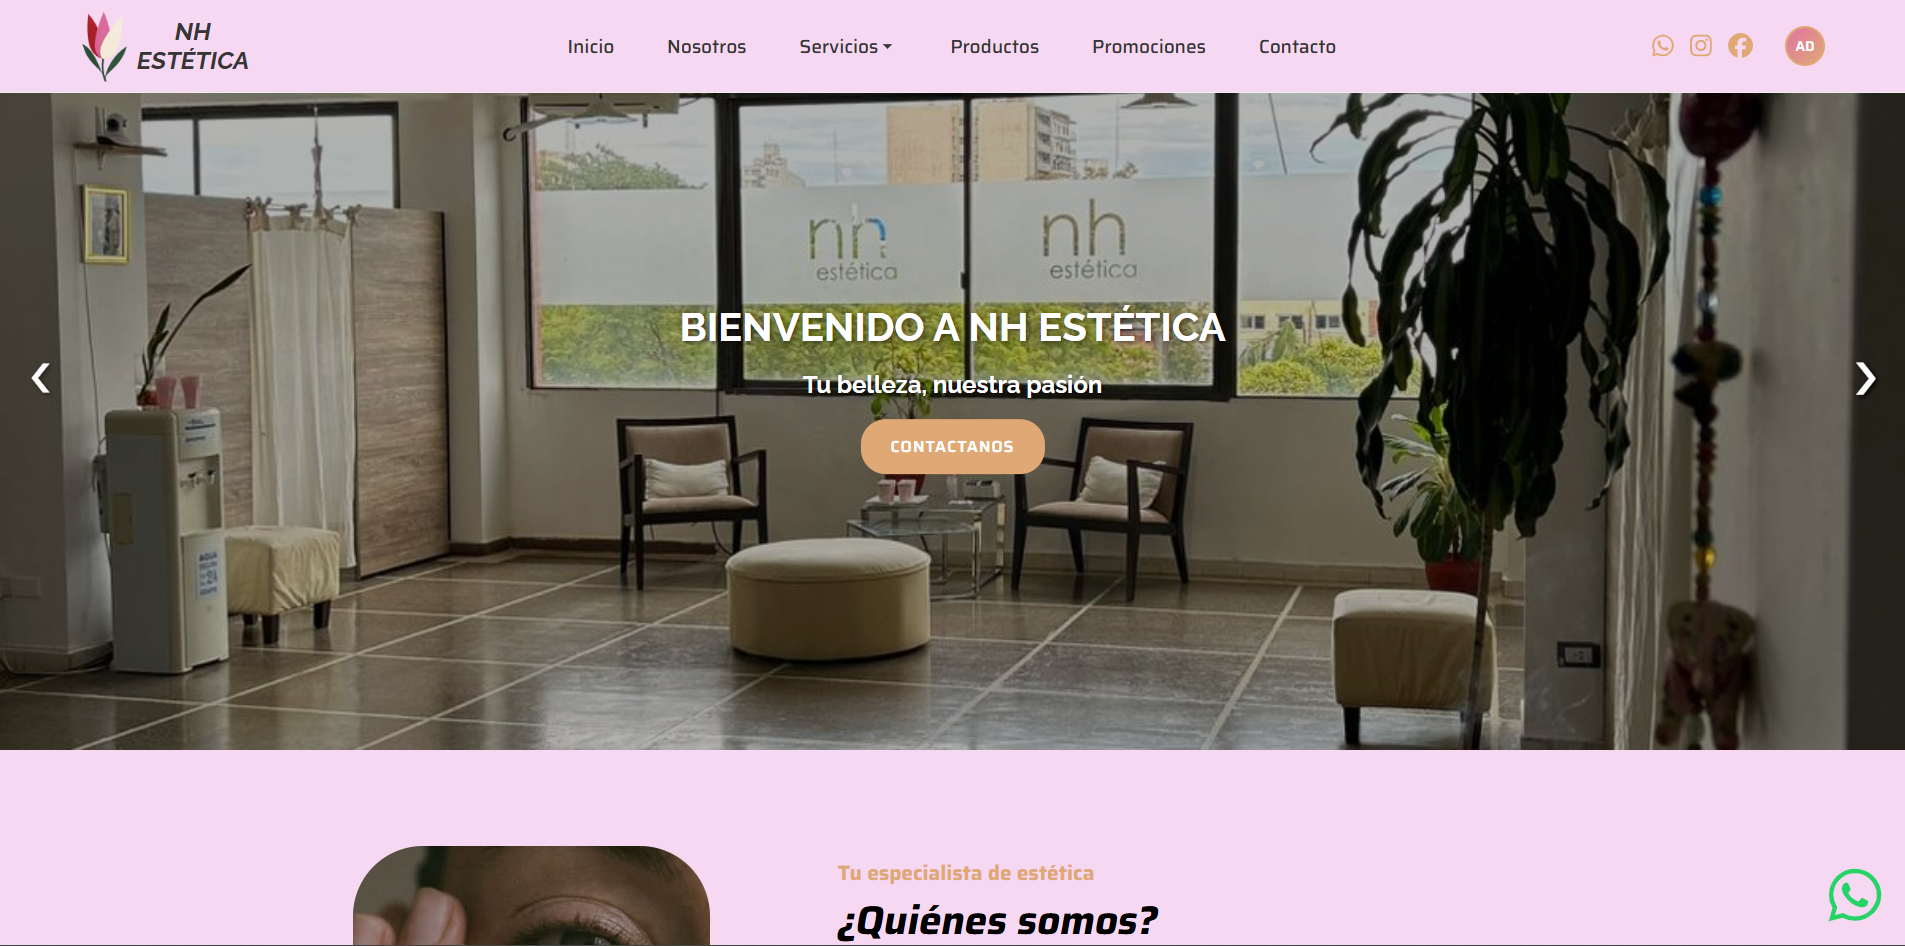 NH
ESTÉTICA
Inicio
Nosotros
Servicios
Productos
Promociones
Contacto
AD
nh
estética
nh
estética
BIENVENIDO A NH ESTÉTICA
Tu belleza, nuestra pasión
CONTACTANOS
AGUA
Tu especialista de estética
¿Quiénes somos?